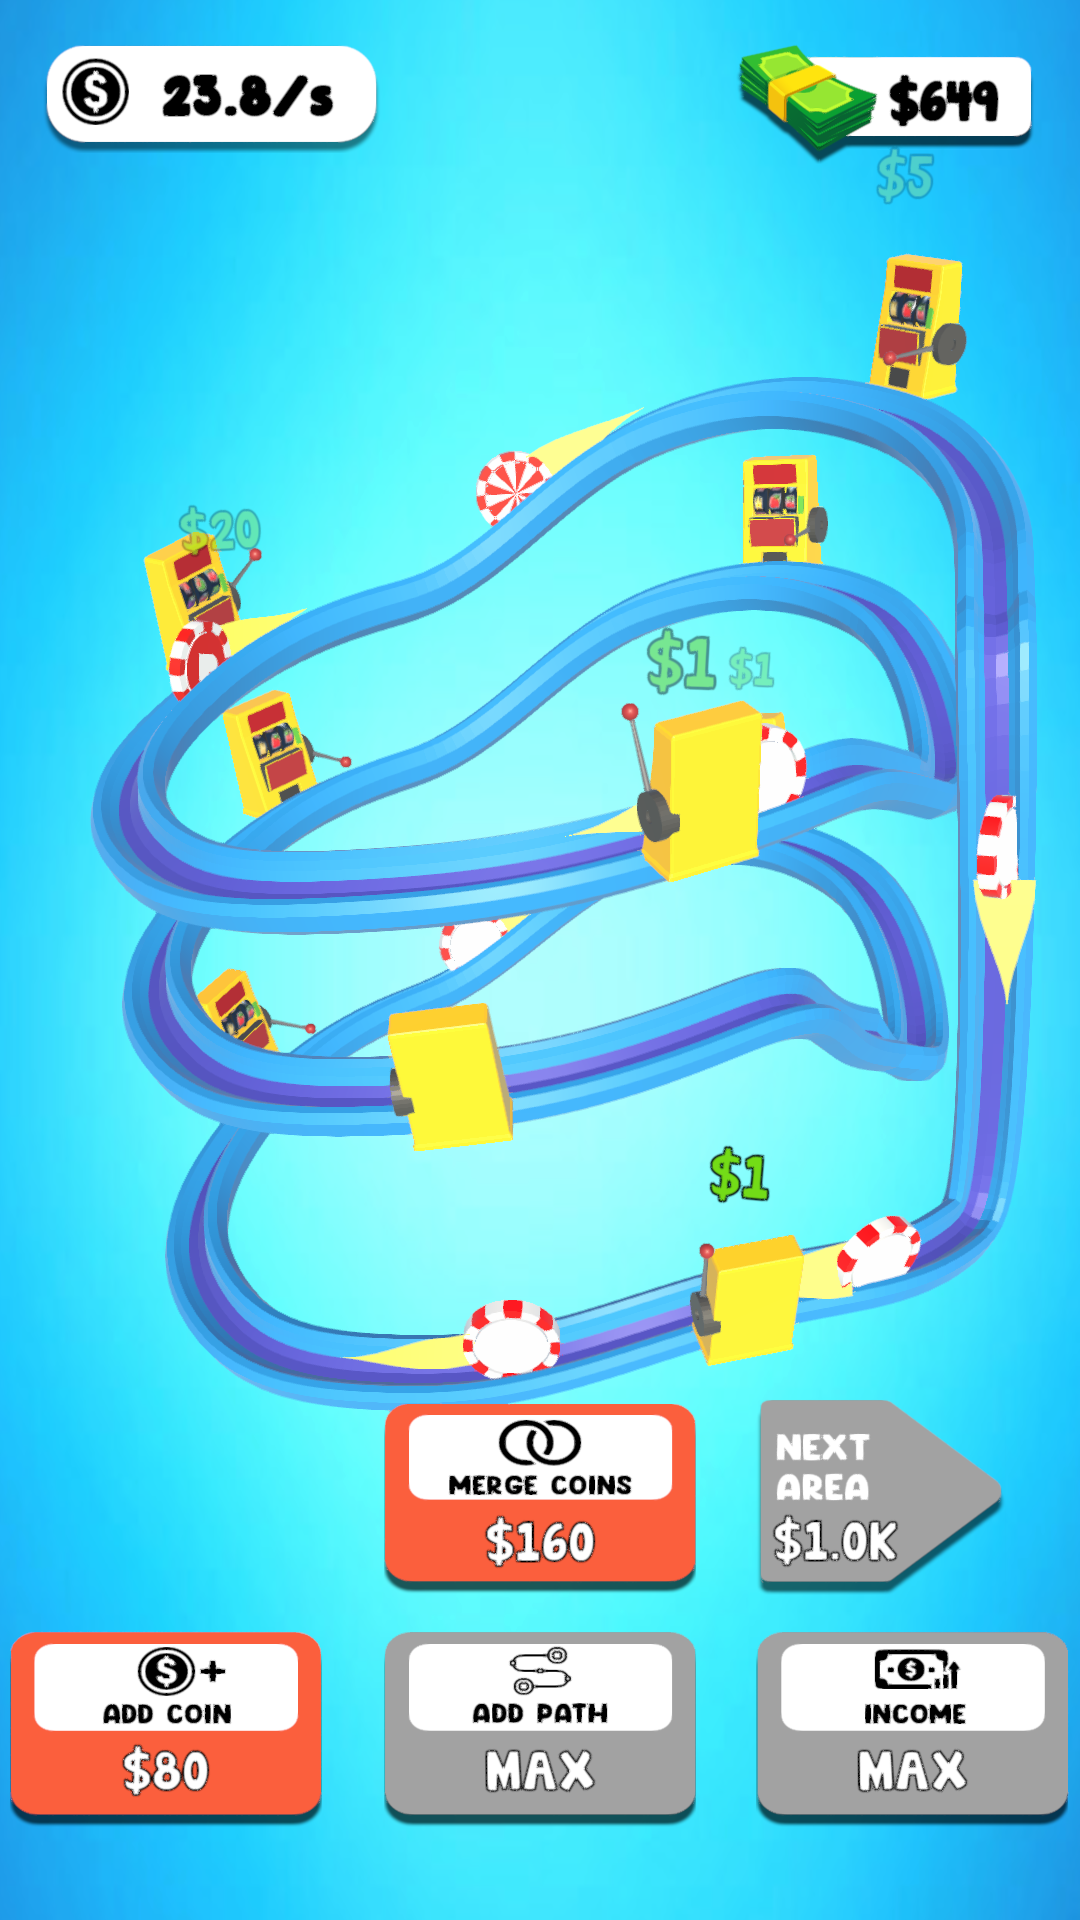 23.8/s
$649
$5
$20
$1 $1
$1
MERGE COINS
$160
NEXT
AREA
$1.0K
ADD COIN
$80
ADD PATH
MAX
INCOME
MAX